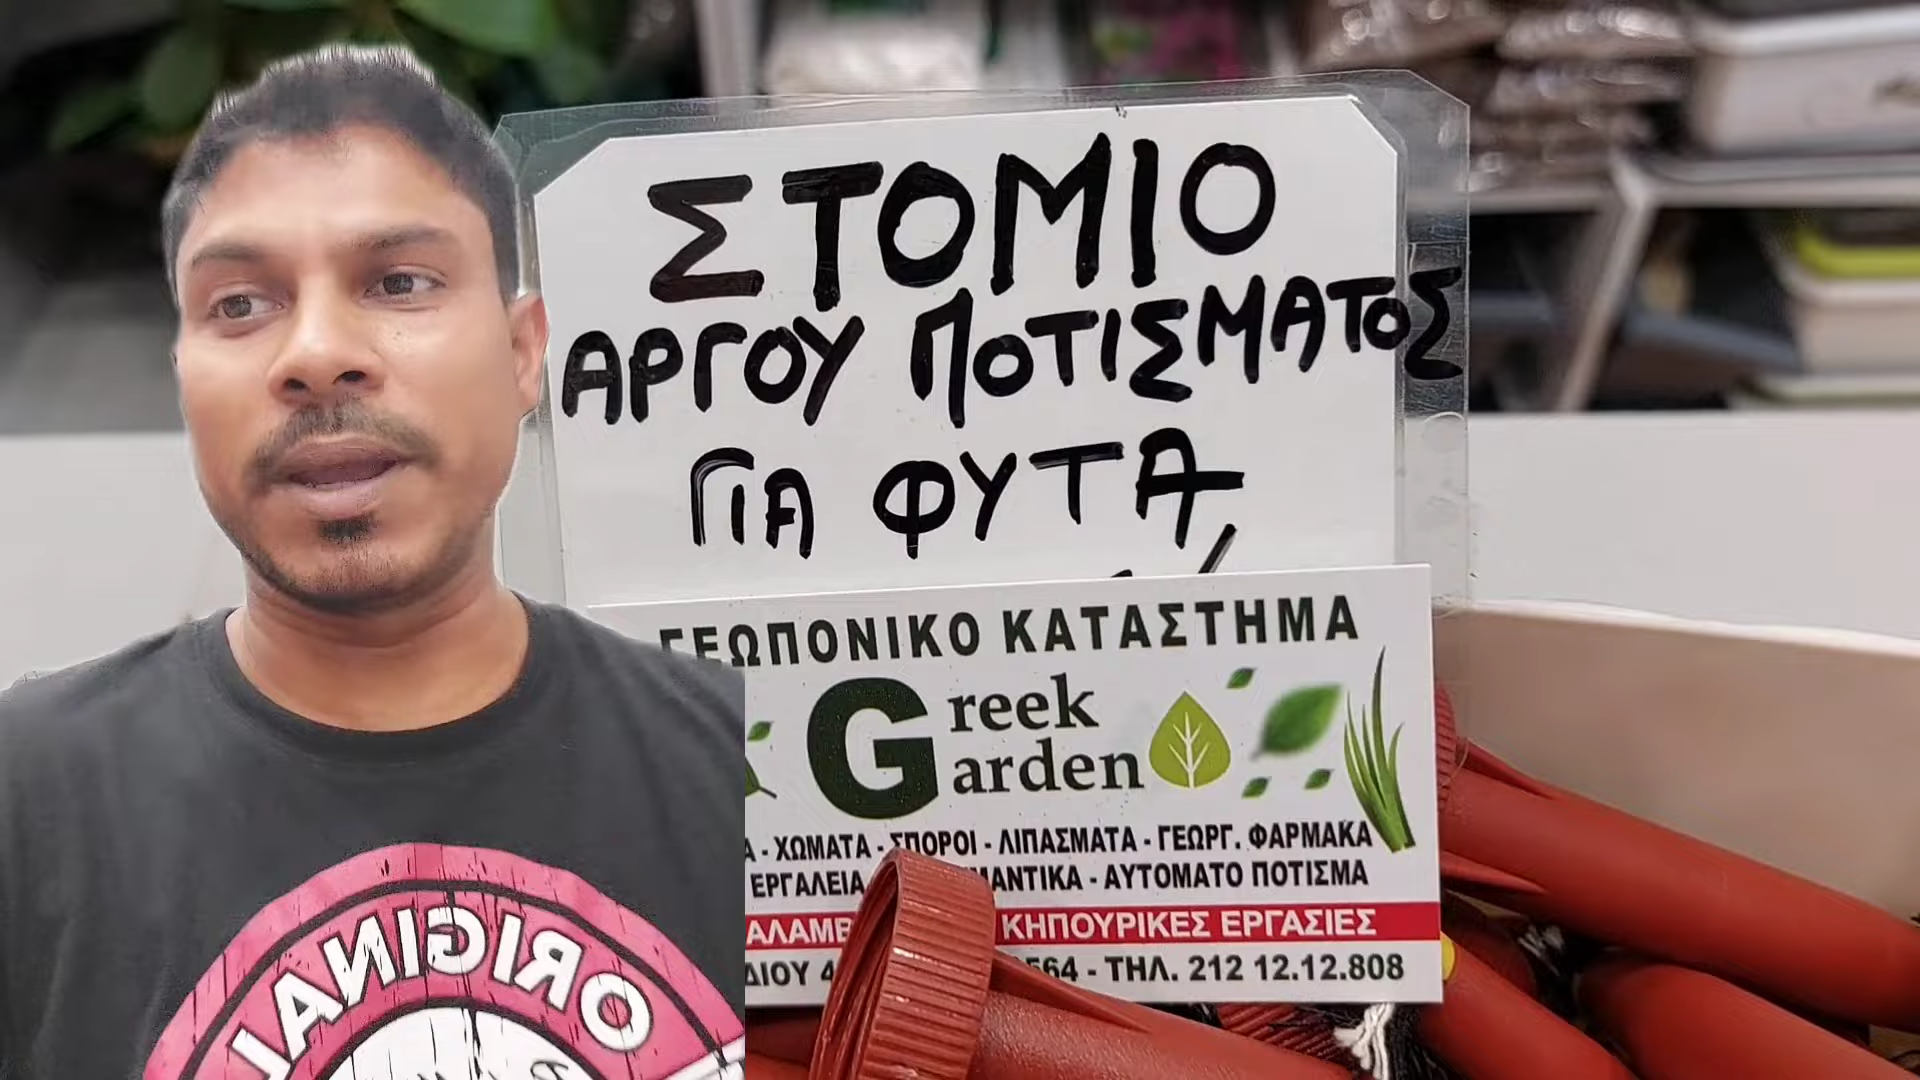 ΣΤΟΜΙΟ
ΑΡΓΟΥ ΠΟΤΙΣΜΑΤΟΣ
ΓΙΑ ΦΥΤΑ
ΓΕΩΠΟΝΙΚΟ ΚΑΤΑΣΤΗΜΑ
Greek
Garden
- ΧΩΜΑΤΑ - ΣΠΟΡΟΙ - ΛΙΠΑΣΜΑΤΑ - ΓΕΩΡΓ. ΦΑΡΜΑΚΑ
ΕΡΓΑΛΕΙΑ - ΑΥΤΟΜΑΤΟ ΠΟΤΙΣΜΑ
ΚΗΠΟΥΡΙΚΕΣ ΕΡΓΑΣΙΕΣ
- ΤΗΛ. 212 12.12.808
ORIGINAL